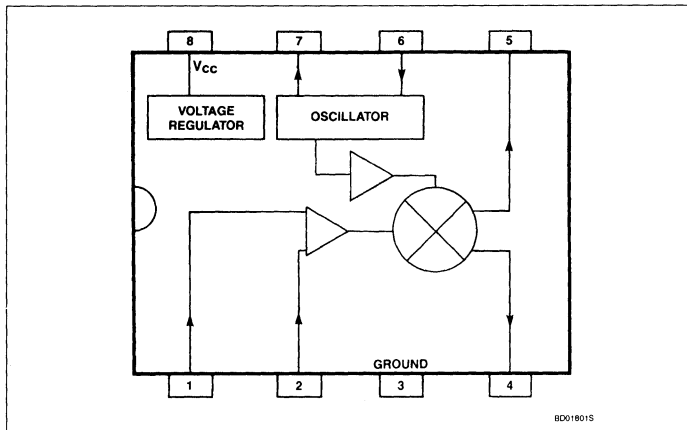 8 7 6 5
VCC
VOLTAGE
REGULATOR
OSCILLATOR
GROUND
1 2 3 4
BD01801S